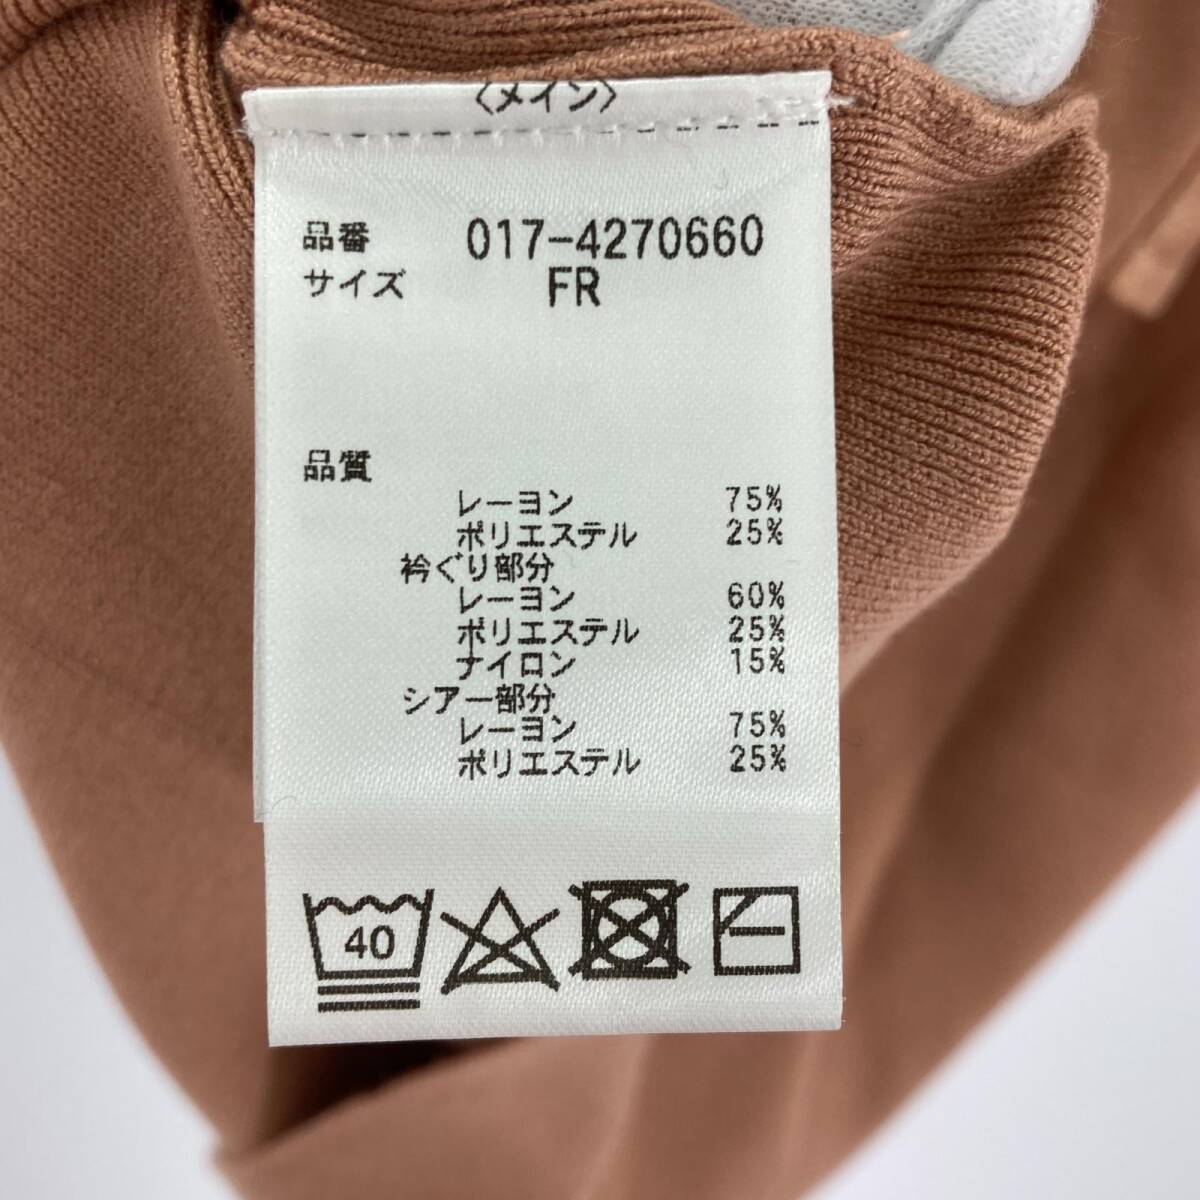 〈メイン〉
品番 017-4270660
サイズ FR
品質
レーヨン 75%
ポリエステル 25%
衿ぐり部分
レーヨン 60%
ポリエステル 25%
ナイロン 15%
シアー部分
レーヨン 75%
ポリエステル 25%
40